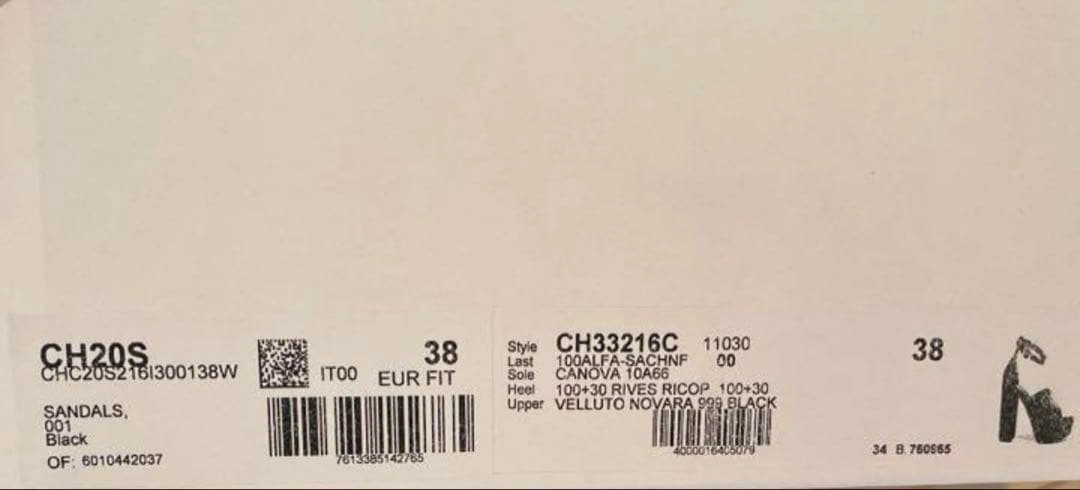 CH20S
CHC20S216I300138W
IT00
38
EUR FIT
SANDALS,
001
Black
OF: 6010442037
7613385142765
Style CH33216C 11030
Last 100ALFA-SACHNF 00
Sole CANOVA 10A66
Heel 100+30 RIVES RICOP 100+30
Upper VELLUTO NOVARA 999 BLACK
4000016405079
38
34 B.760965